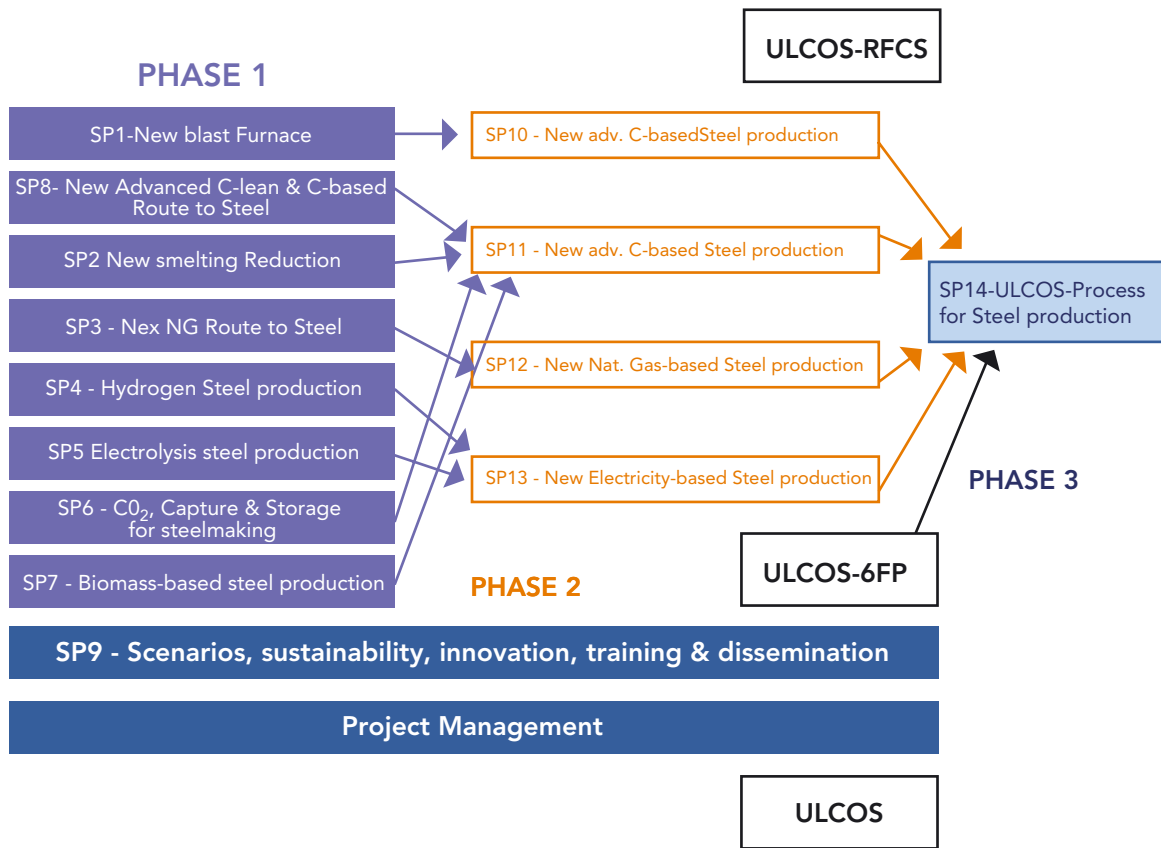 ULCOS-RFCS
PHASE 1
SP1-New blast Furnace
SP10 - New adv. C-basedSteel production
SP8- New Advanced C-lean & C-based
Route to Steel
SP11 - New adv. C-based Steel production
SP2 New smelting Reduction
SP14-ULCOS-Process
for Steel production
SP3 - Nex NG Route to Steel
SP12 - New Nat. Gas-based Steel production
SP4 - Hydrogen Steel production
SP5 Electrolysis steel production
SP13 - New Electricity-based Steel production
PHASE 3
SP6 - C0₂, Capture & Storage
for steelmaking
SP7 - Biomass-based steel production
PHASE 2
ULCOS-6FP
SP9 - Scenarios, sustainability, innovation, training & dissemination
Project Management
ULCOS